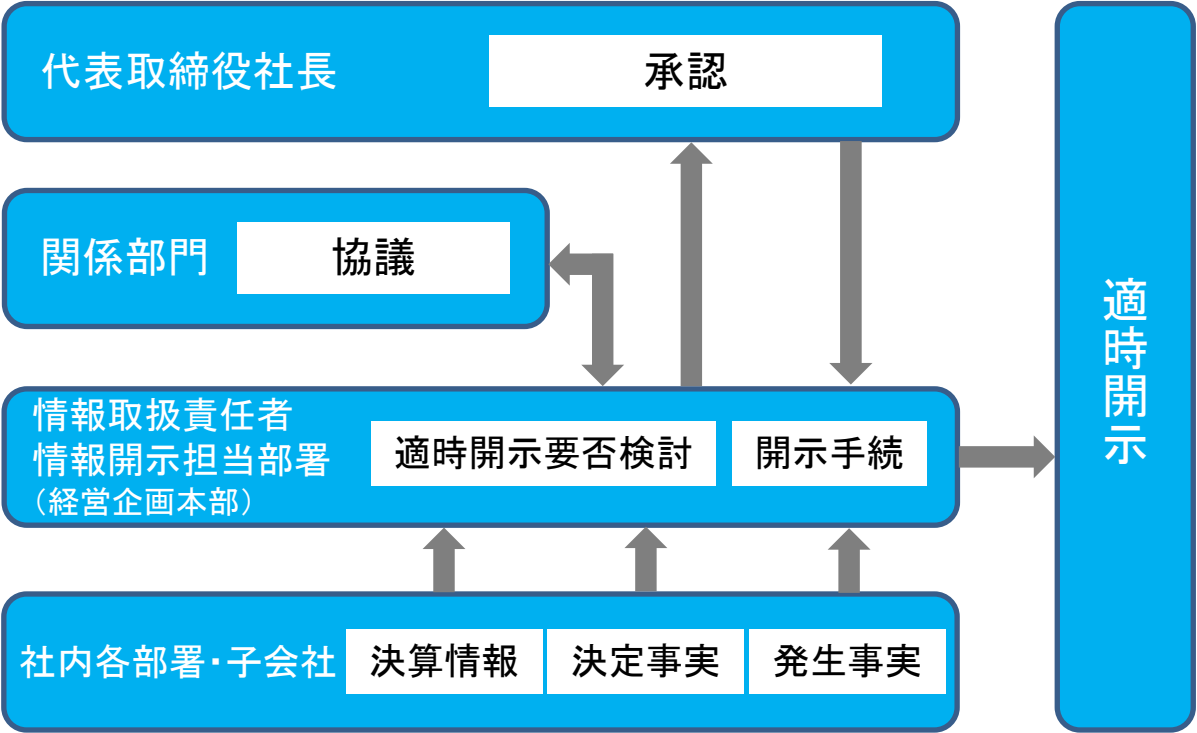 代表取締役社長
承認
関係部門
協議
情報取扱責任者
情報開示担当部署
（経営企画本部）
適時開示要否検討
開示手続
社内各部署・子会社
決算情報
決定事実
発生事実
適時開示